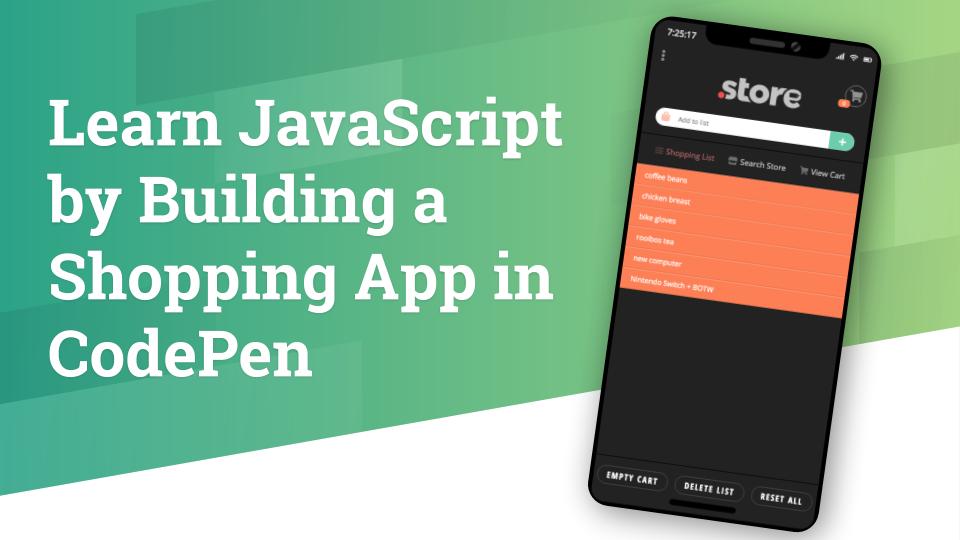 Learn JavaScript
by Building a
Shopping App in
CodePen
7:25:17
.store
0
Add to list
+
Shopping List Search Store View Cart
coffee beans
chicken breast
bike gloves
rooibos tea
new computer
Nintendo Switch + BOTW
EMPTY CART DELETE LIST RESET ALL